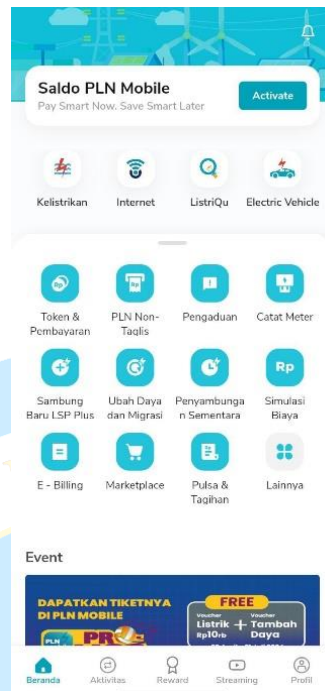 Saldo PLN Mobile
Pay Smart Now. Save Smart Later
Activate
Kelistrikan
Internet
ListriQu
Electric Vehicle
Token &
Pembayaran
PLN Non-
Taglis
Pengaduan
Catat Meter
Sambung
Baru LSP Plus
Ubah Daya
dan Migrasi
Penyambunga
n Sementara
Rp
Simulasi
Biaya
E - Billing
Marketplace
Pulsa &
Tagihan
Lainnya
Event
DAPATKAN TIKETNYA
DI PLN MOBILE
PLN
FREE
Voucher
Listrik
Rp10rb
+
Voucher
Tambah
Daya
Beranda
Aktivitas
Reward
Streaming
Profil